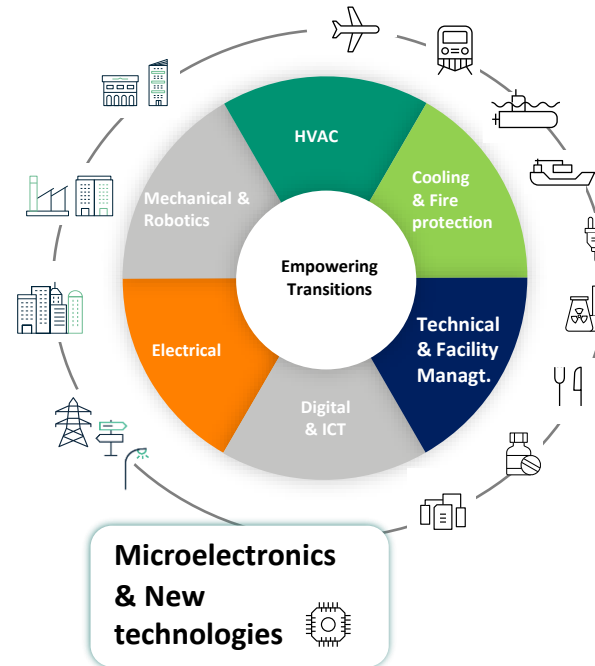 HVAC
Cooling
& Fire
protection
Mechanical &
Robotics
Empowering
Transitions
Technical
& Facility
Managt.
Electrical
Digital
& ICT
Microelectronics
& New
technologies